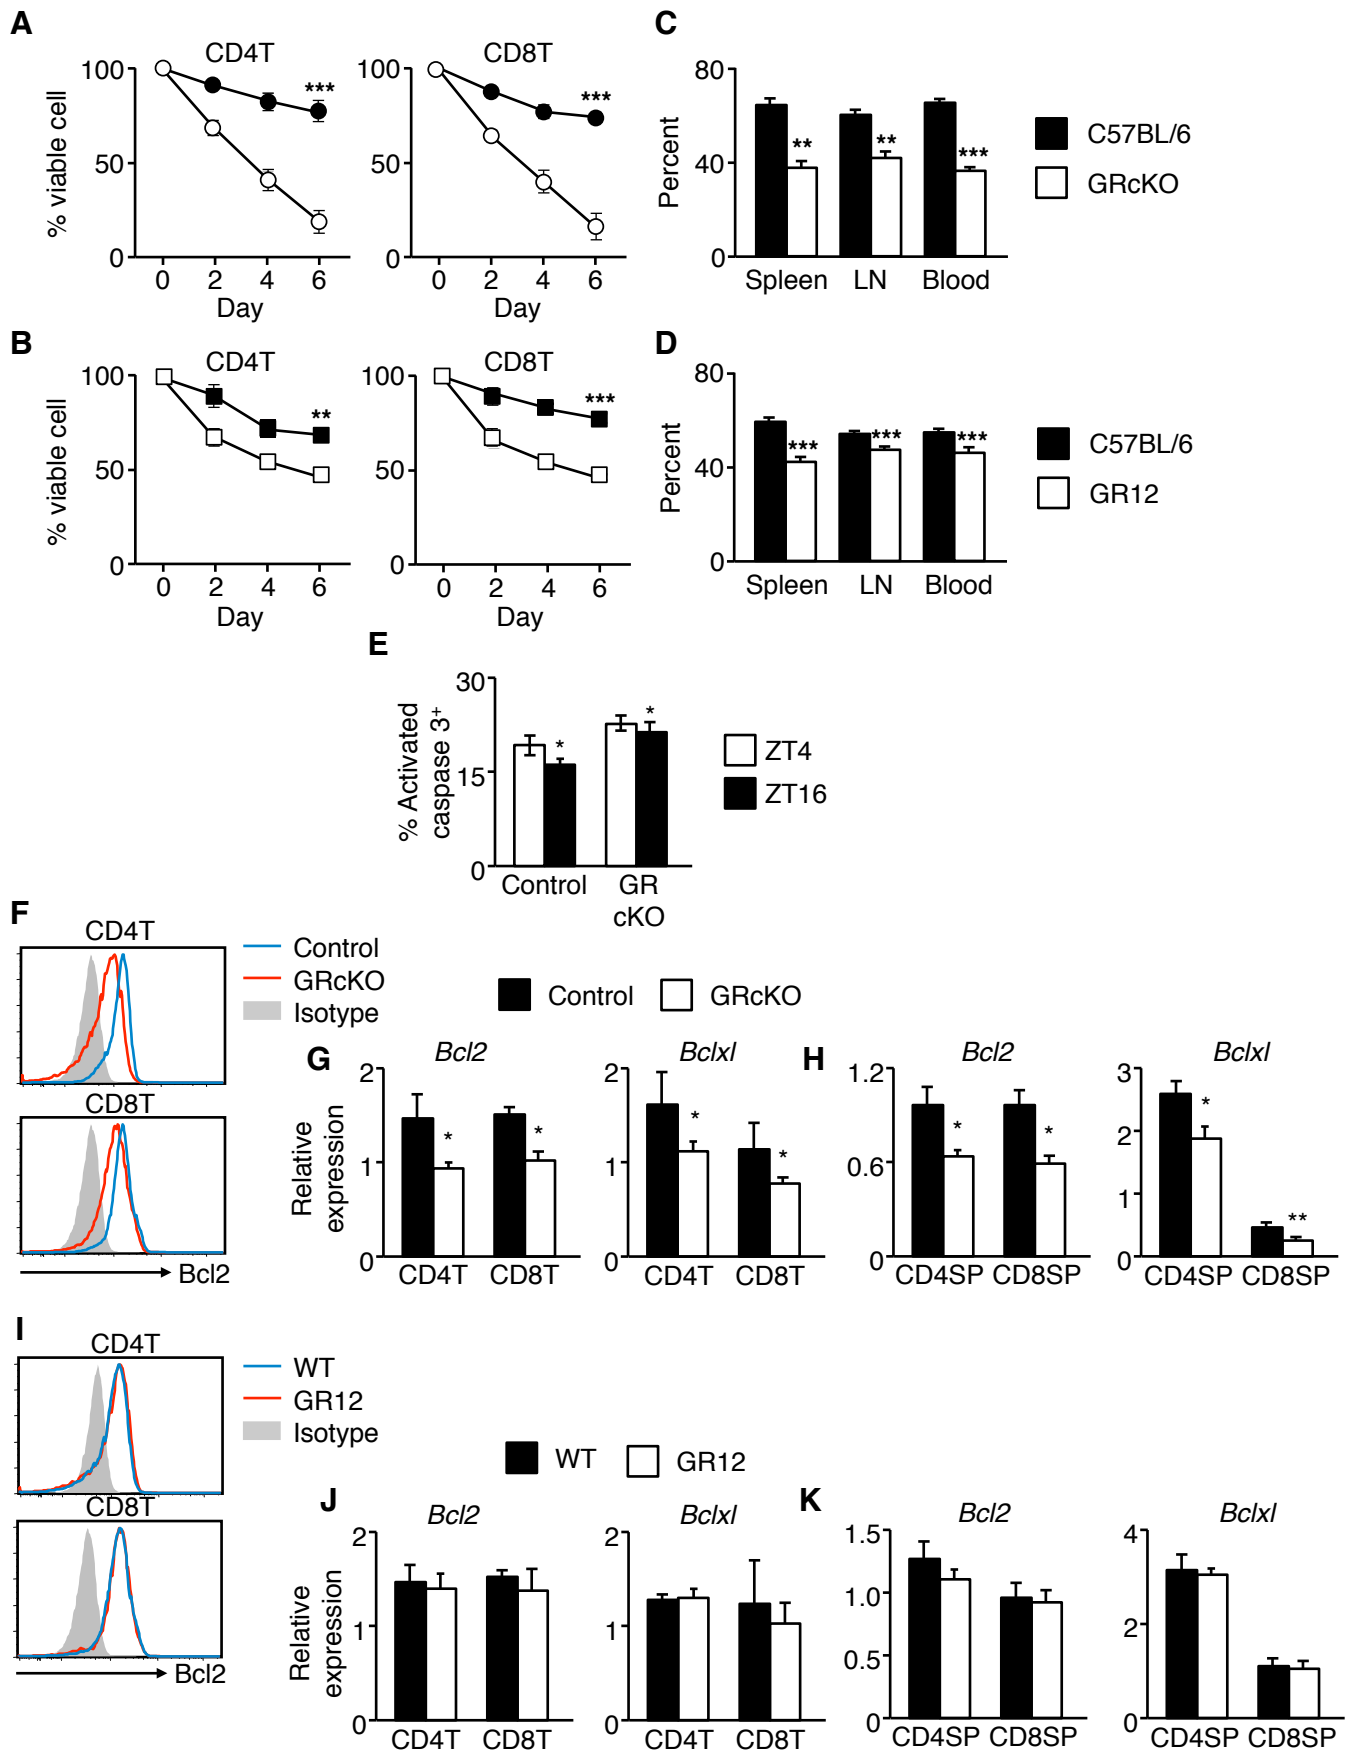 A
CD4T
CD8T
% viable cell
100
50
0
100
50
0
***
***
0 2 4 6
0 2 4 6
Day
Day
C
Percent
80
40
0
**
**
***
Spleen LN Blood
C57BL/6
GRcKO
B
CD4T
CD8T
% viable cell
100
50
0
100
50
0
**
***
0 2 4 6
0 2 4 6
Day
Day
D
Percent
80
40
0
***
***
***
Spleen LN Blood
C57BL/6
GR12
E
% Activated
caspase 3+
30
15
0
*
*
Control
GR
cKO
ZT4
ZT16
F
CD4T
Control
GRcKO
Isotype
CD8T
Bcl2
Control
GRcKO
G
Bcl2
Bclxl
Relative
expression
2
1
0
*
*
CD4T CD8T
2
1
0
*
*
CD4T CD8T
H
Bcl2
Bclxl
1.2
0.6
0
*
*
CD4SP CD8SP
3
2
1
0
*
**
CD4SP CD8SP
I
CD4T
WT
GR12
Isotype
CD8T
Bcl2
WT
GR12
J
Bcl2
Bclxl
Relative
expression
2
1
0
CD4T CD8T
2
1
0
CD4T CD8T
K
Bcl2
Bclxl
1.5
1.0
0.5
0
CD4SP CD8SP
4
2
0
CD4SP CD8SP